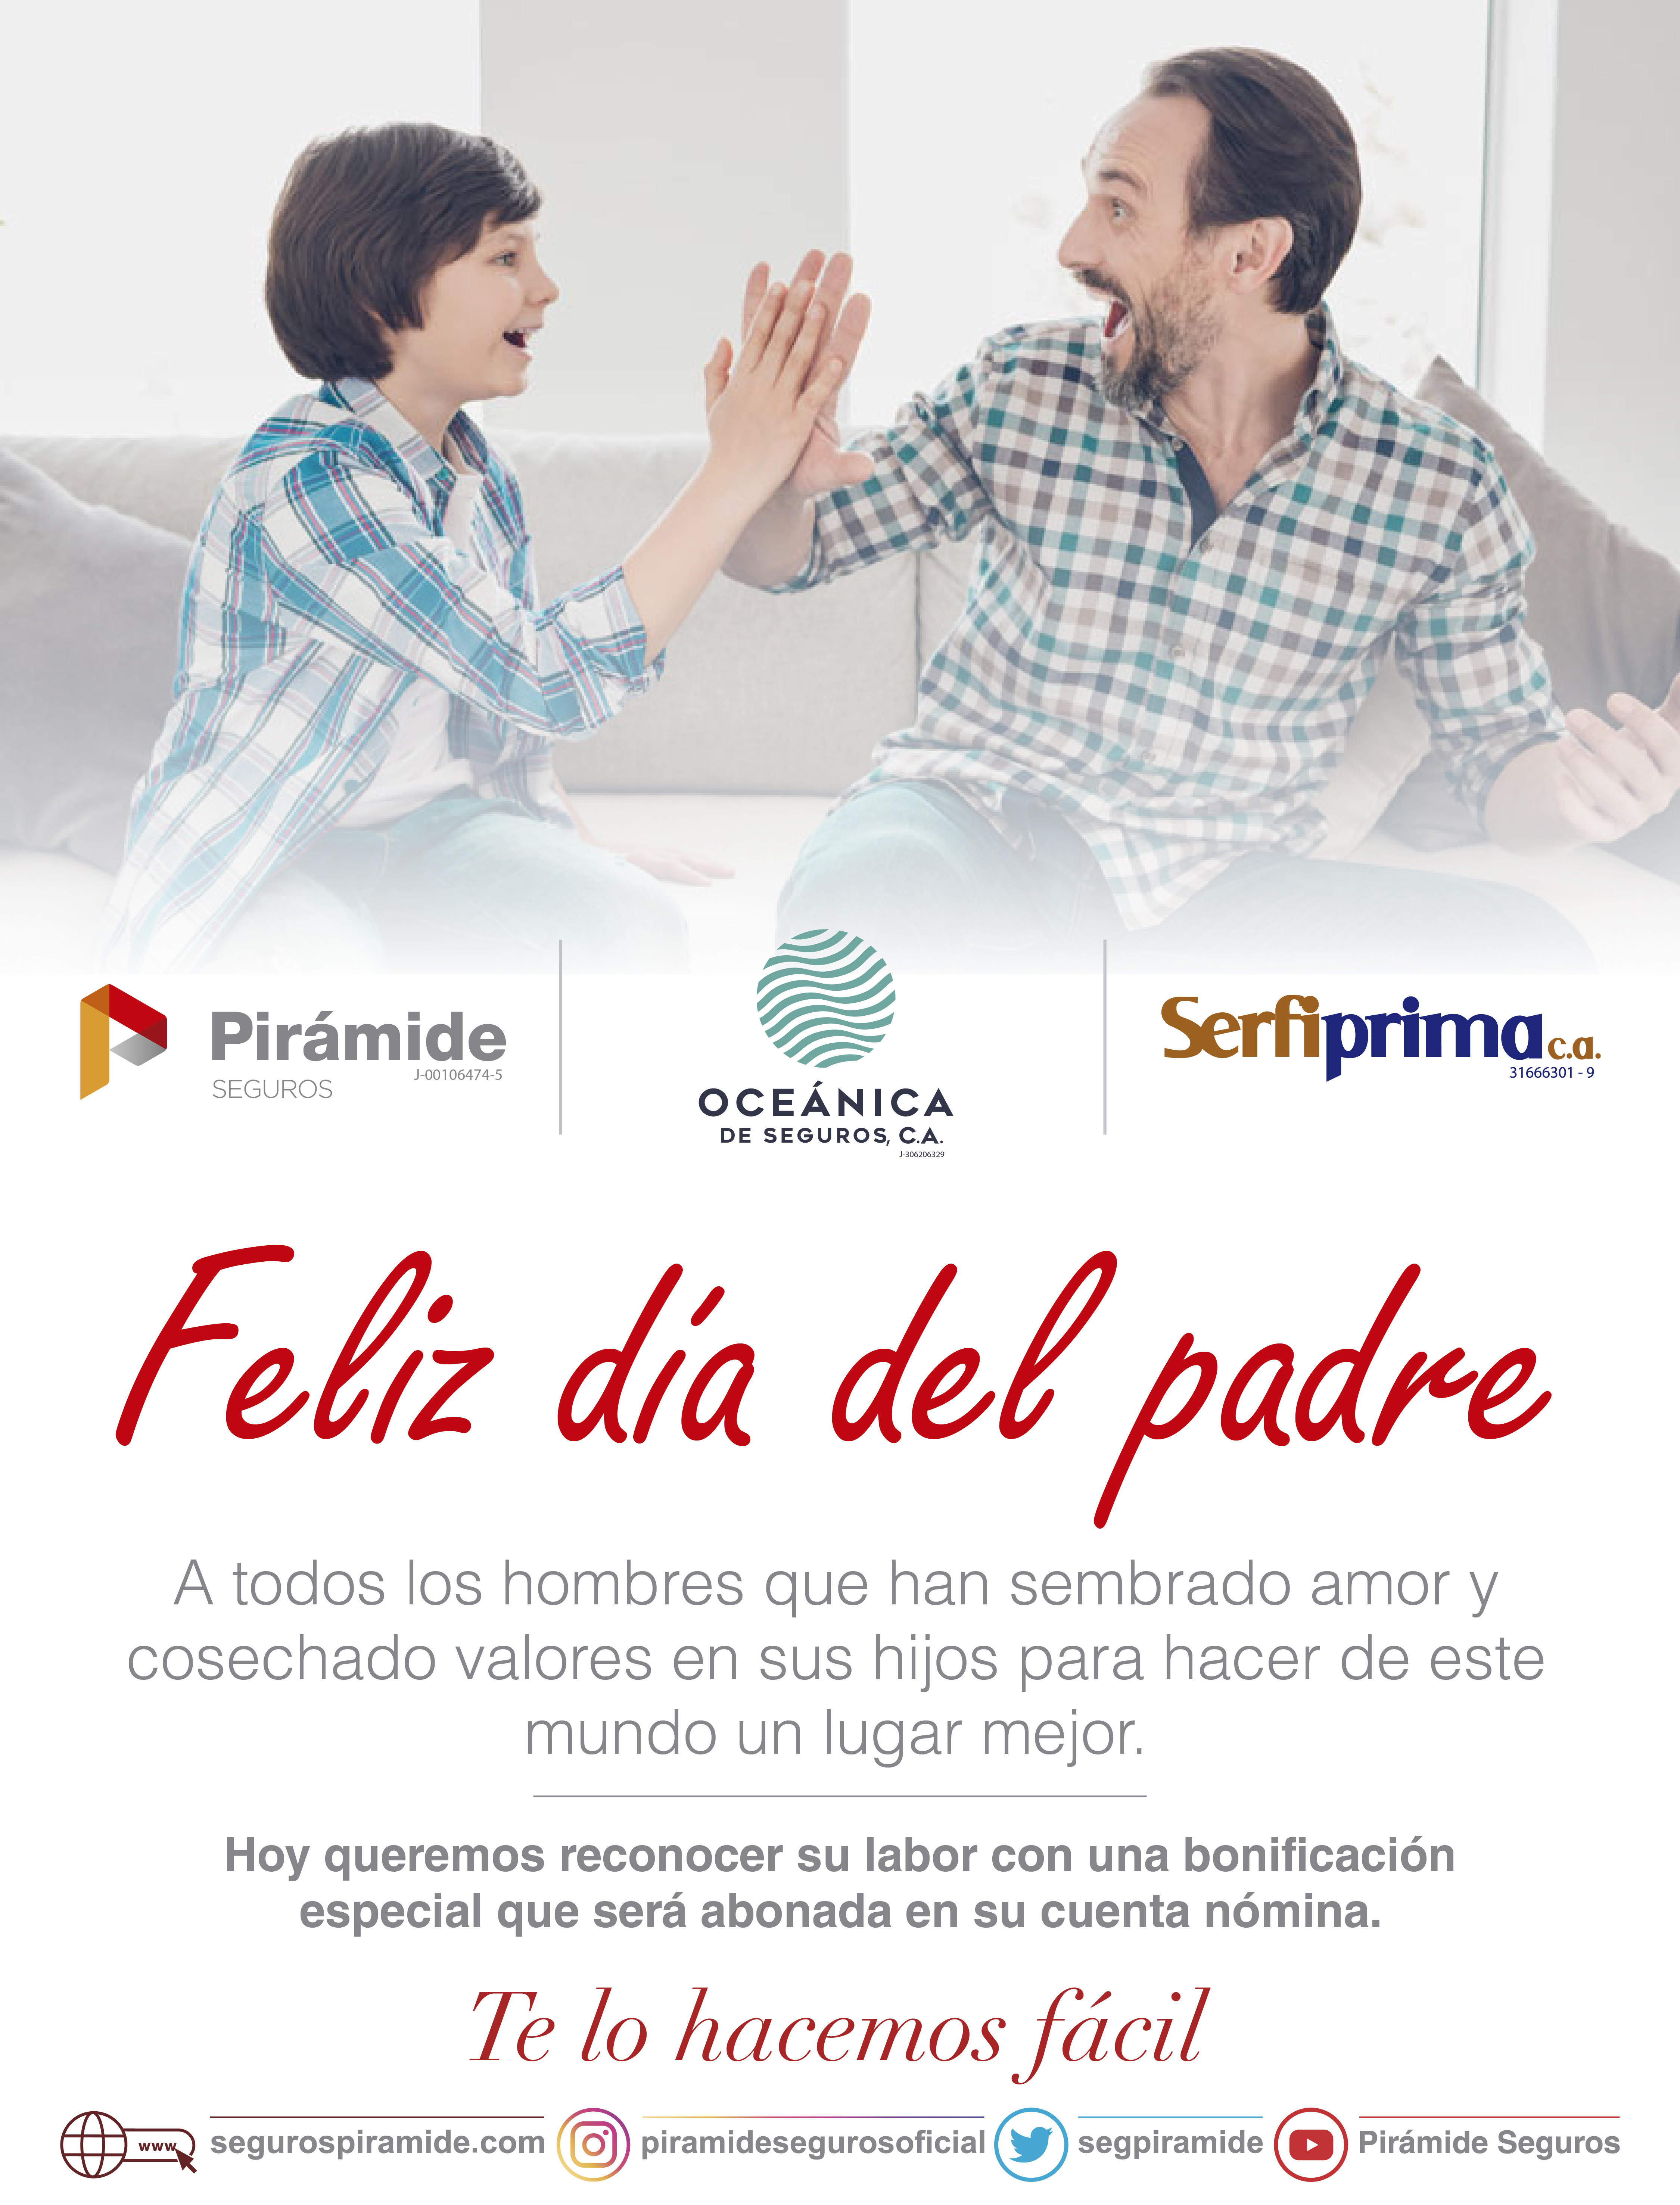 Pirámide
J-00106474-5
SEGUROS
OCEÁNICA
DE SEGUROS, C.A.
J-306206329
Serfiprima c.a.
31666301 - 9
Feliz día del padre
A todos los hombres que han sembrado amor y
cosechado valores en sus hijos para hacer de este
mundo un lugar mejor.
Hoy queremos reconocer su labor con una bonificación
especial que será abonada en su cuenta nómina.
Te lo hacemos fácil
www segurospiramide.com piramidesegurosoficial segpiramide Pirámide Seguros